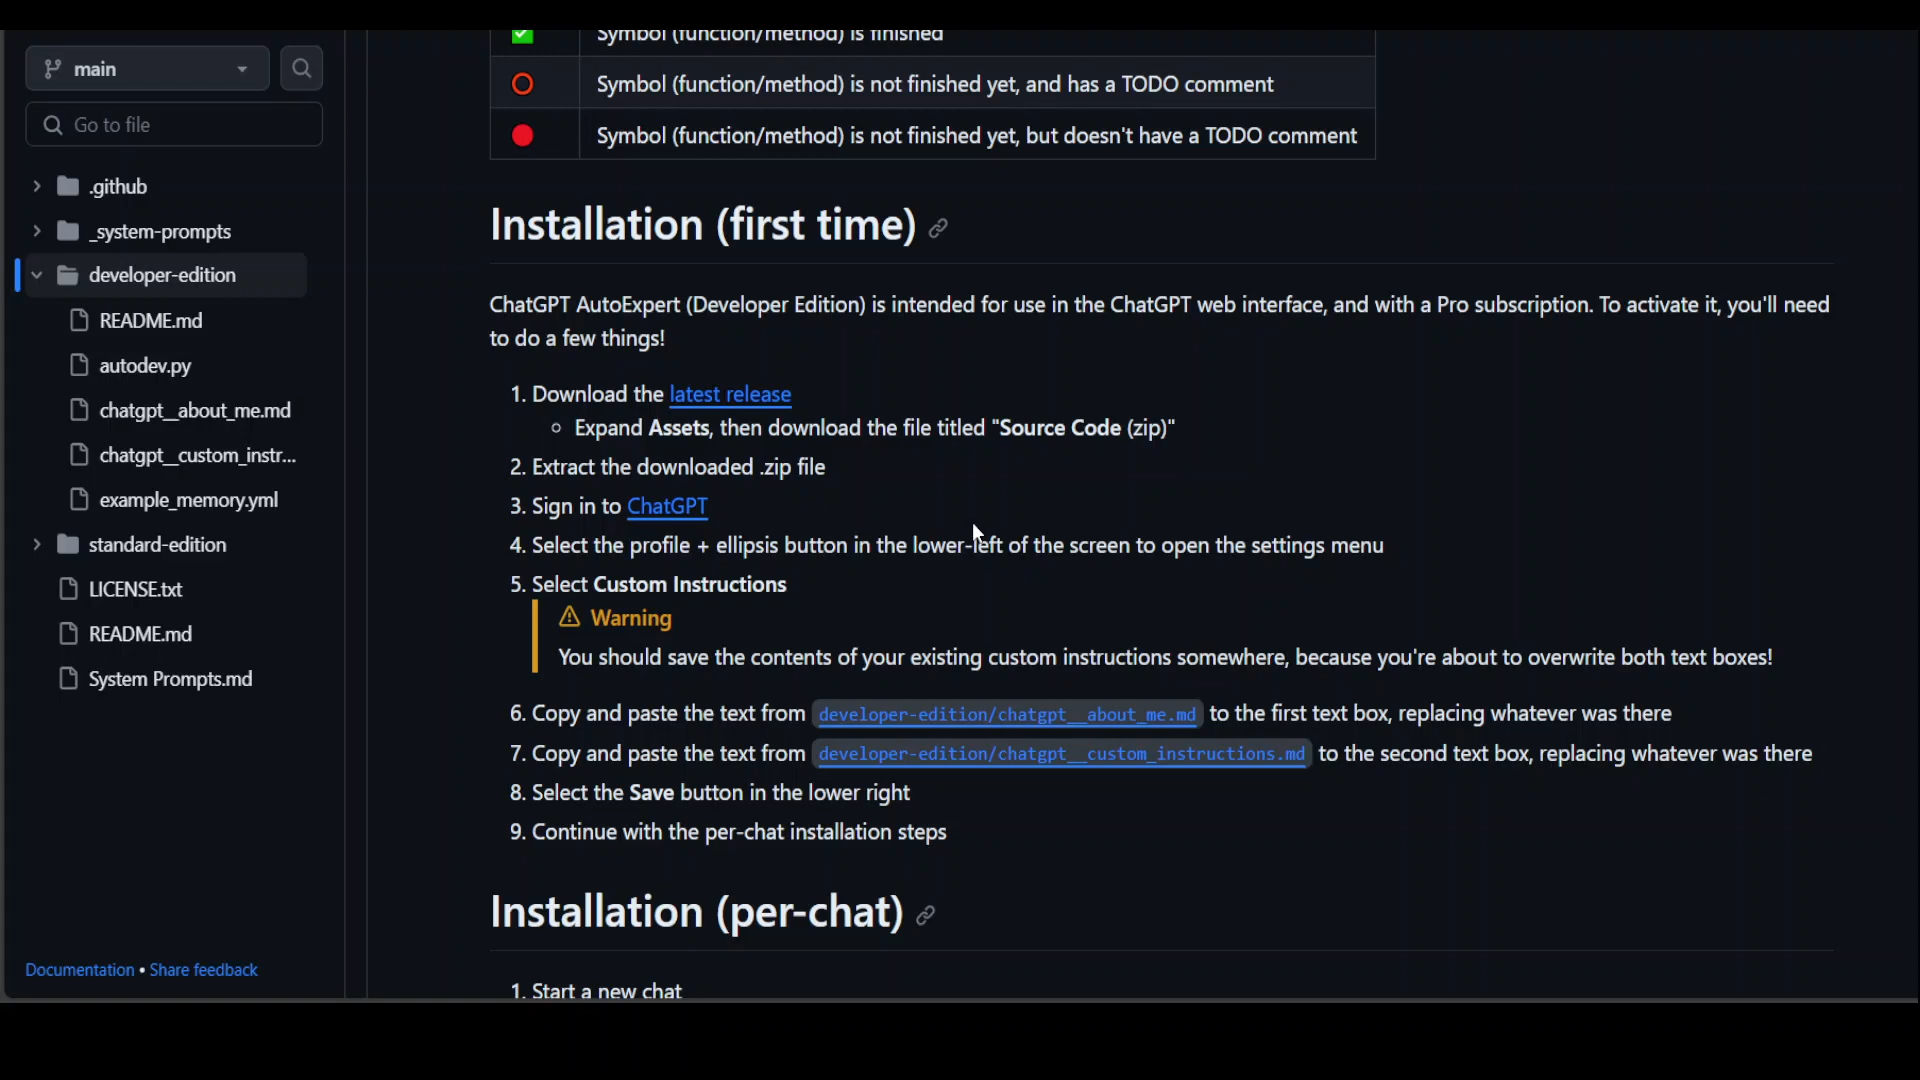 main
Go to file
.github
_system-prompts
developer-edition
README.md
autodev.py
chatgpt__about_me.md
chatgpt__custom_instr...
example_memory.yml
standard-edition
LICENSE.txt
README.md
System Prompts.md
Documentation • Share feedback
Symbol (function/method) is finished
Symbol (function/method) is not finished yet, and has a TODO comment
Symbol (function/method) is not finished yet, but doesn't have a TODO comment
Installation (first time)
ChatGPT AutoExpert (Developer Edition) is intended for use in the ChatGPT web interface, and with a Pro subscription. To activate it, you'll need
to do a few things!
1. Download the latest release
Expand Assets, then download the file titled "Source Code (zip)"
2. Extract the downloaded .zip file
3. Sign in to ChatGPT
4. Select the profile + ellipsis button in the lower-left of the screen to open the settings menu
5. Select Custom Instructions
Warning
You should save the contents of your existing custom instructions somewhere, because you're about to overwrite both text boxes!
6. Copy and paste the text from developer-edition/chatgpt__about_me.md to the first text box, replacing whatever was there
7. Copy and paste the text from developer-edition/chatgpt__custom_instructions.md to the second text box, replacing whatever was there
8. Select the Save button in the lower right
9. Continue with the per-chat installation steps
Installation (per-chat)
1. Start a new chat